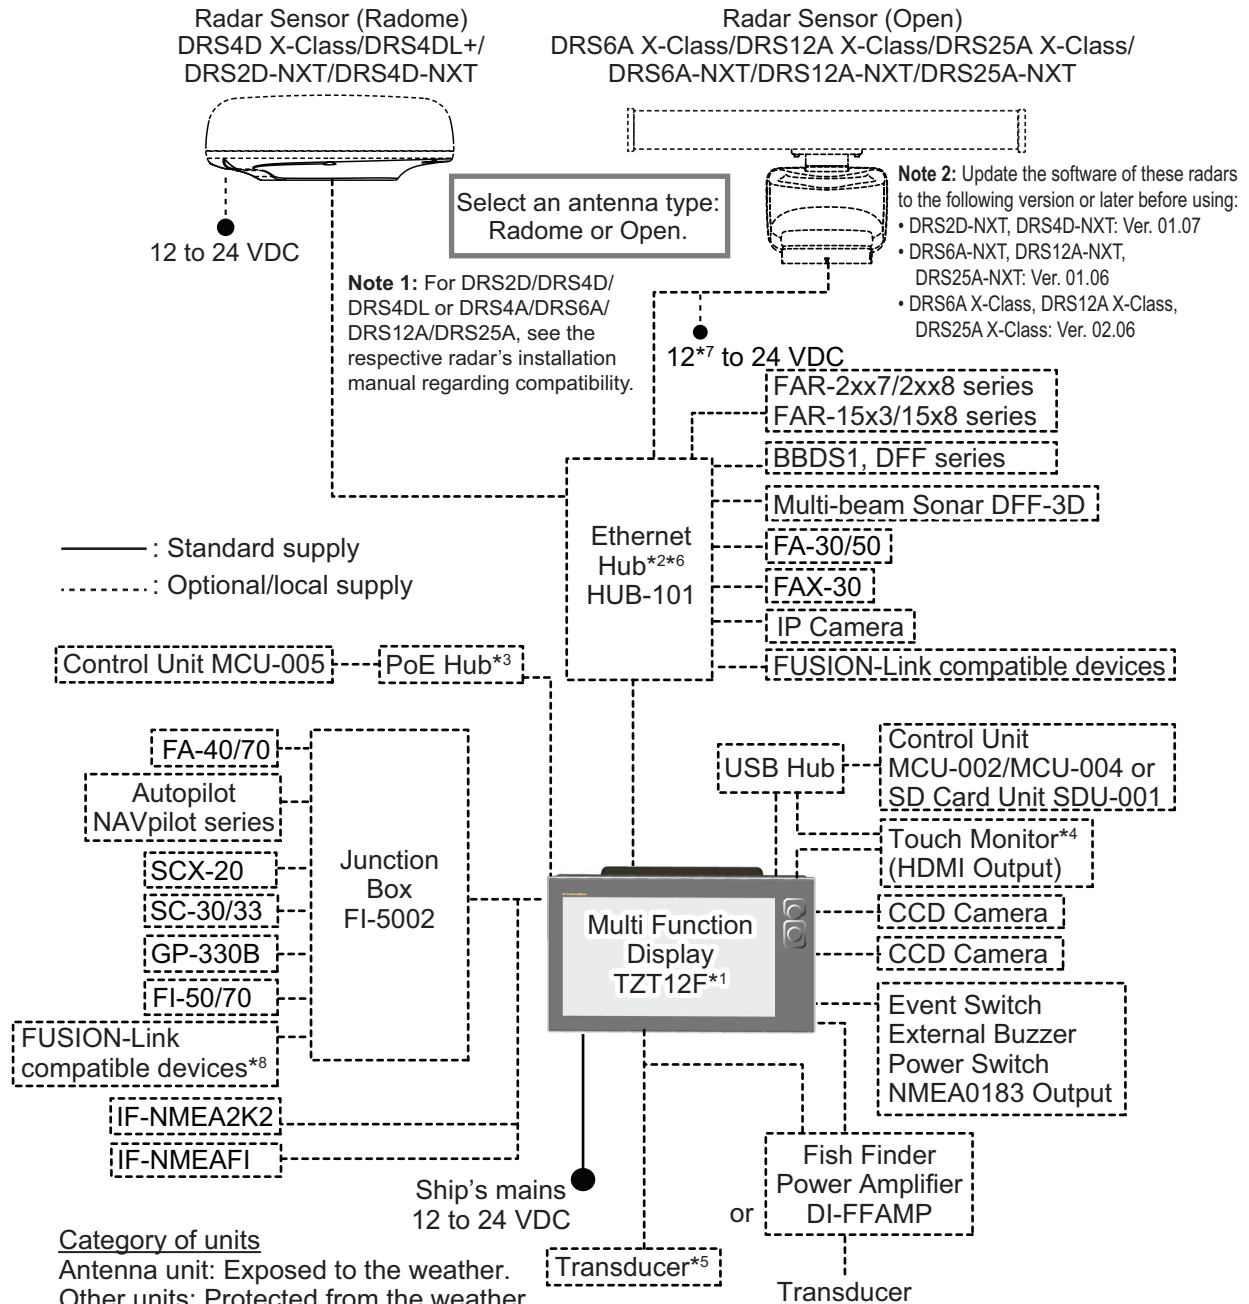 Radar Sensor (Radome)
DRS4D X-Class/DRS4DL+/
DRS2D-NXT/DRS4D-NXT
Radar Sensor (Open)
DRS6A X-Class/DRS12A X-Class/DRS25A X-Class/
DRS6A-NXT/DRS12A-NXT/DRS25A-NXT
12 to 24 VDC
Select an antenna type:
Radome or Open.
Note 1: For DRS2D/DRS4D/
DRS4DL or DRS4A/DRS6A/
DRS12A/DRS25A, see the
respective radar's installation
manual regarding compatibility.
Note 2: Update the software of these radars
to the following version or later before using:
• DRS2D-NXT, DRS4D-NXT: Ver. 01.07
• DRS6A-NXT, DRS12A-NXT,
DRS25A-NXT: Ver. 01.06
• DRS6A X-Class, DRS12A X-Class,
DRS25A X-Class: Ver. 02.06
12*7 to 24 VDC
FAR-2xx7/2xx8 series
FAR-15x3/15x8 series
BBDS1, DFF series
Multi-beam Sonar DFF-3D
FA-30/50
FAX-30
IP Camera
FUSION-Link compatible devices
Ethernet
Hub*2*6
HUB-101
: Standard supply
: Optional/local supply
Control Unit MCU-005
PoE Hub*3
FA-40/70
Autopilot
NAVpilot series
SCX-20
SC-30/33
GP-330B
FI-50/70
FUSION-Link
compatible devices*8
Junction
Box
FI-5002
IF-NMEA2K2
IF-NMEAFI
USB Hub
Control Unit
MCU-002/MCU-004 or
SD Card Unit SDU-001
Touch Monitor*4
(HDMI Output)
CCD Camera
CCD Camera
Event Switch
External Buzzer
Power Switch
NMEA0183 Output
FURUNO
Multi Function
Display
TZT12F*1
Ship's mains
12 to 24 VDC
Transducer*5
or
Fish Finder
Power Amplifier
DI-FFAMP
Transducer
Category of units
Antenna unit: Exposed to the weather.
Other units: Protected from the weather